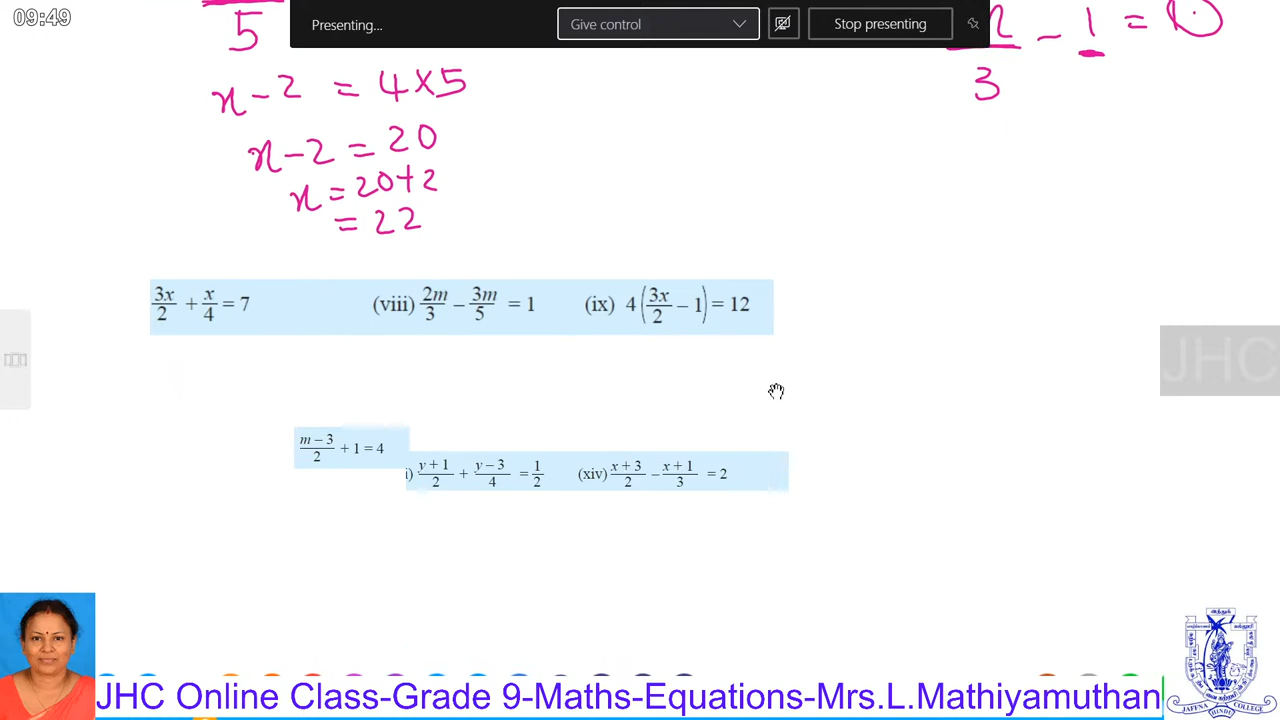 09:49
Presenting...
Give control
Stop presenting
5
x - 2 = 4×5
x - 2 = 20
x = 20+2
= 22
- 1 = 0
3
3x/2 + x/4 = 7 (viii) 2m/3 - 3m/5 = 1 (ix) 4(3x/2 - 1) = 12
JHC
m - 3/2 + 1 = 4
i) y + 1/2 + y - 3/4 = 1/2 (xiv) x + 3/2 - x + 1/3 = 2
JHC Online Class-Grade 9-Maths-Equations-Mrs.L.Mathiyamuthan